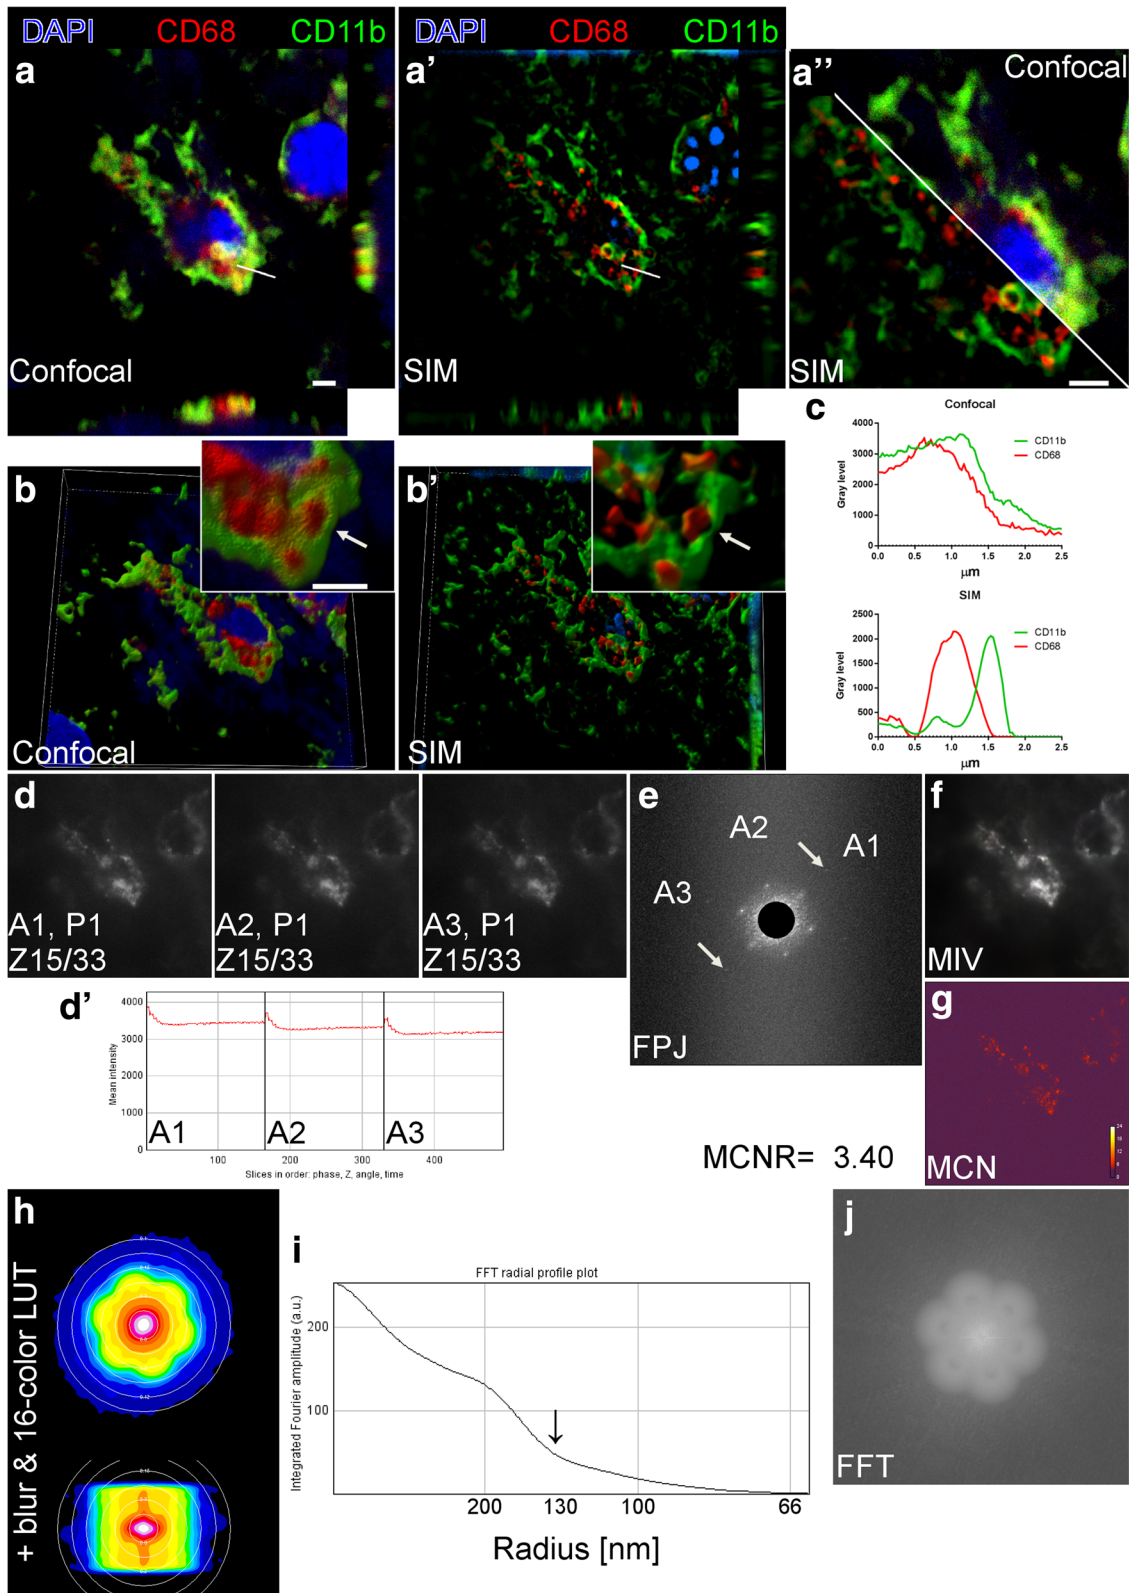 DAPI CD68 CD11b
DAPI CD68 CD11b
a
Confocal
a'
SIM
a''
Confocal
SIM
b
Confocal
b'
SIM
c
Confocal
4000
3000
2000
1000
0
Gray level
CD11b
CD68
0.0 0.5 1.0 1.5 2.0 2.5
µm
SIM
2500
2000
1500
1000
500
0
Gray level
CD11b
CD68
0.0 0.5 1.0 1.5 2.0 2.5
µm
d
A1, P1
Z15/33
A2, P1
Z15/33
A3, P1
Z15/33
d'
4000
3000
2000
1000
0
Mean intensity
A1
A2
A3
100 200 300 400
Slices in order: phase, Z, angle, time
e
A2
A1
A3
FPJ
MCNR= 3.40
f
MIV
g
MCN
24
18
12
6
0
h
+ blur & 16-color LUT
i
FFT radial profile plot
Integrated Fourier amplitude (a.u.)
200
100
200 130 100 66
Radius [nm]
j
FFT